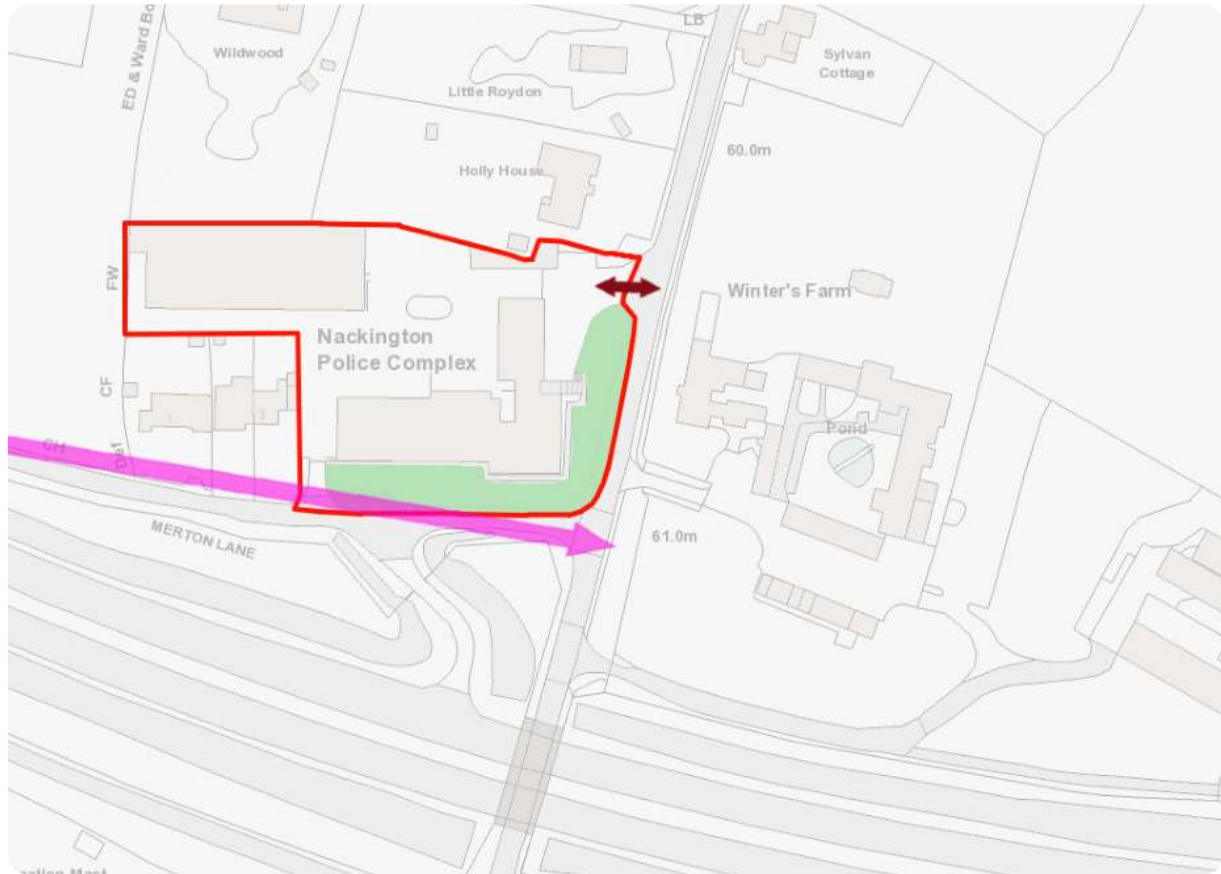 LB
ED & Ward Bo
Wildwood
Sylvan
Cottage
Little Roydon
60.0m
Holly House
FW
Winter's Farm
Nackington
Police Complex
CF
Pond
CH
Def
MERTON LANE
61.0m